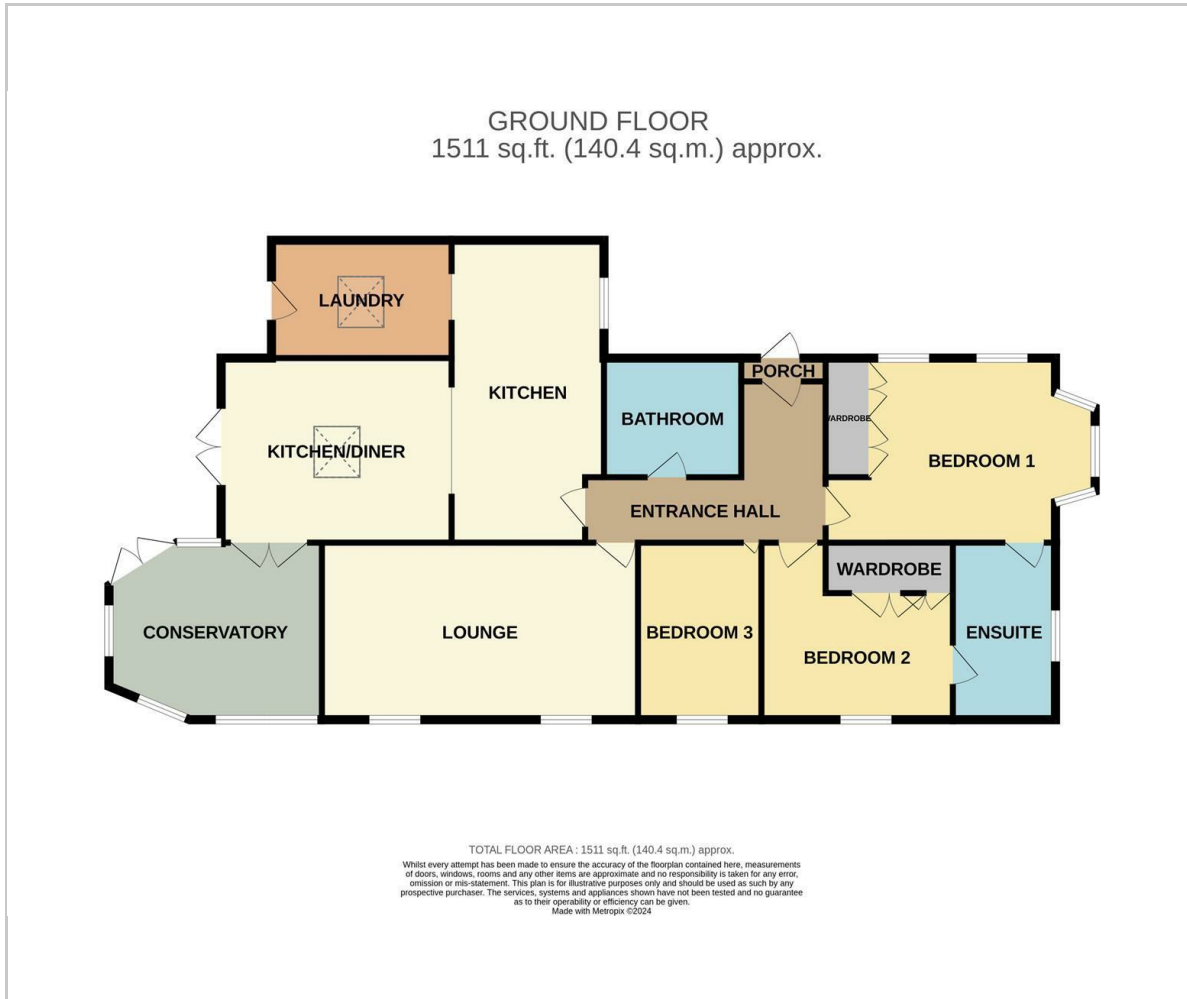 GROUND FLOOR
1511 sq.ft. (140.4 sq.m.) approx.
LAUNDRY
PORCH
KITCHEN
BATHROOM
WARDROBE
KITCHEN/DINER
BEDROOM 1
ENTRANCE HALL
WARDROBE
CONSERVATORY
LOUNGE
BEDROOM 3
ENSUITE
BEDROOM 2
TOTAL FLOOR AREA : 1511 sq.ft. (140.4 sq.m.) approx.
Whilst every attempt has been made to ensure the accuracy of the floorplan contained here, measurements
of doors, windows, rooms and any other items are approximate and no responsibility is taken for any error,
omission or mis-statement. This plan is for illustrative purposes only and should be used as such by any
prospective purchaser. The services, systems and appliances shown have not been tested and no guarantee
as to their operability or efficiency can be given.
Made with Metropix ©2024